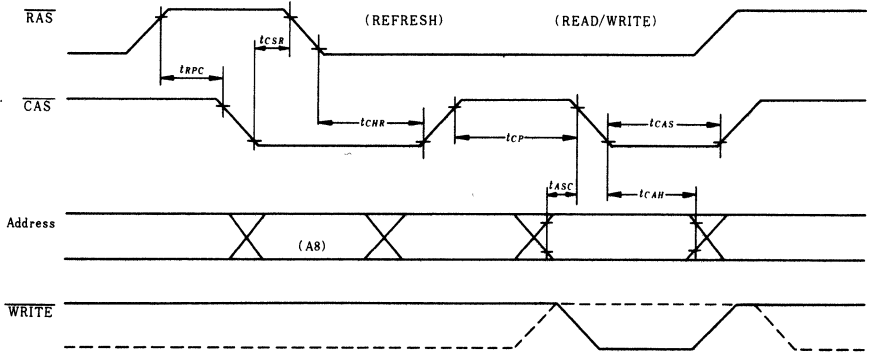 RAS (REFRESH) (READ/WRITE)
tCSR
tRPC
CAS
tCHR tCP tCAS
tASC tCAH
Address
(A8)
WRITE